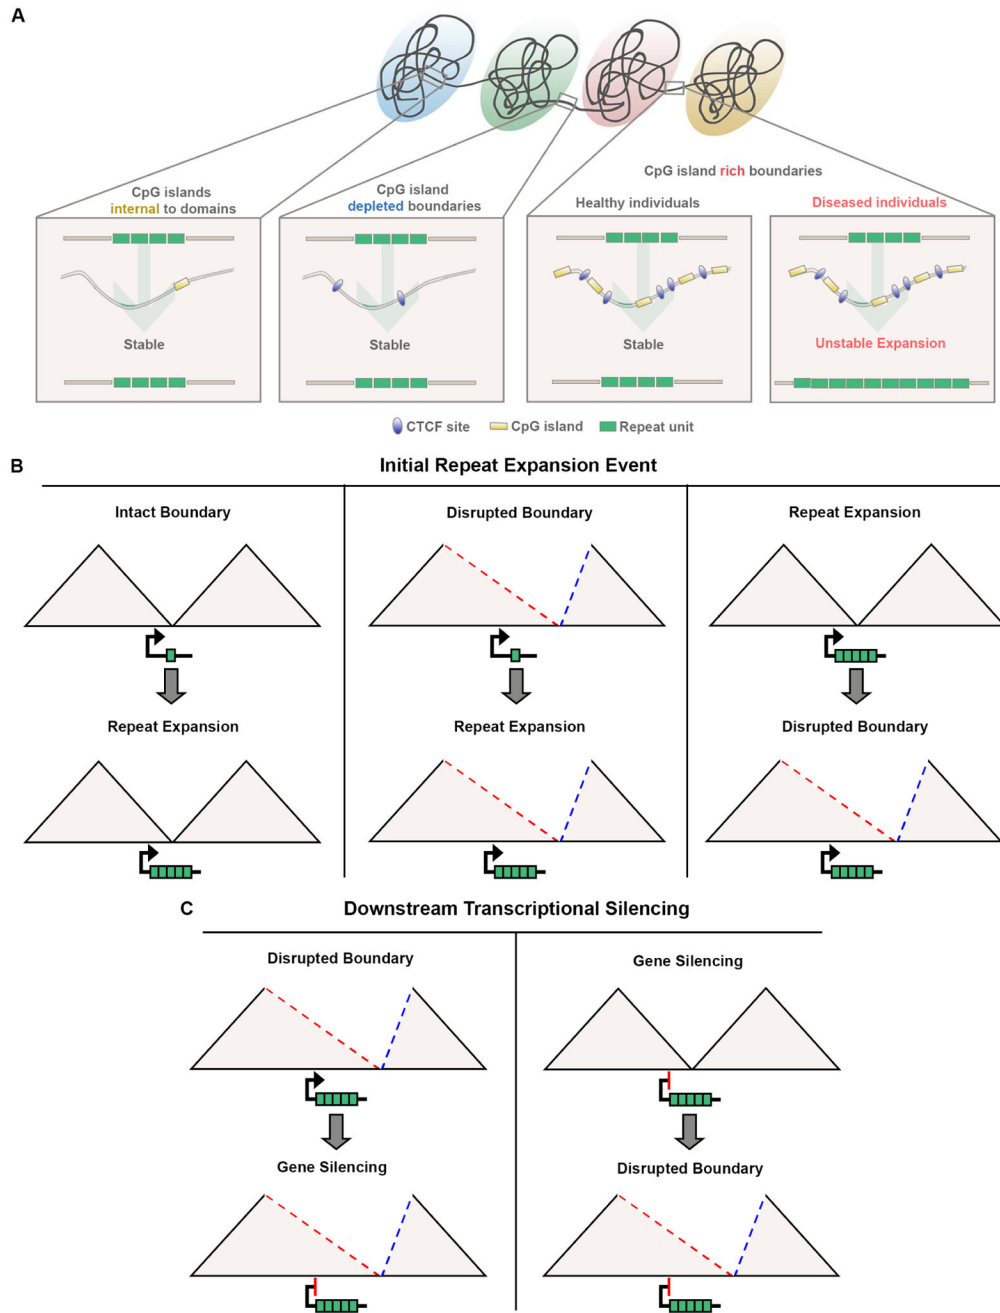 A
CpG islands
internal to domains
CpG island
depleted boundaries
CpG island rich boundaries
Healthy individuals
Diseased individuals
Stable
Stable
Stable
Unstable Expansion
CTCF site
CpG island
Repeat unit
B
Initial Repeat Expansion Event
Intact Boundary
Disrupted Boundary
Repeat Expansion
Repeat Expansion
Repeat Expansion
Disrupted Boundary
C
Downstream Transcriptional Silencing
Disrupted Boundary
Gene Silencing
Gene Silencing
Disrupted Boundary